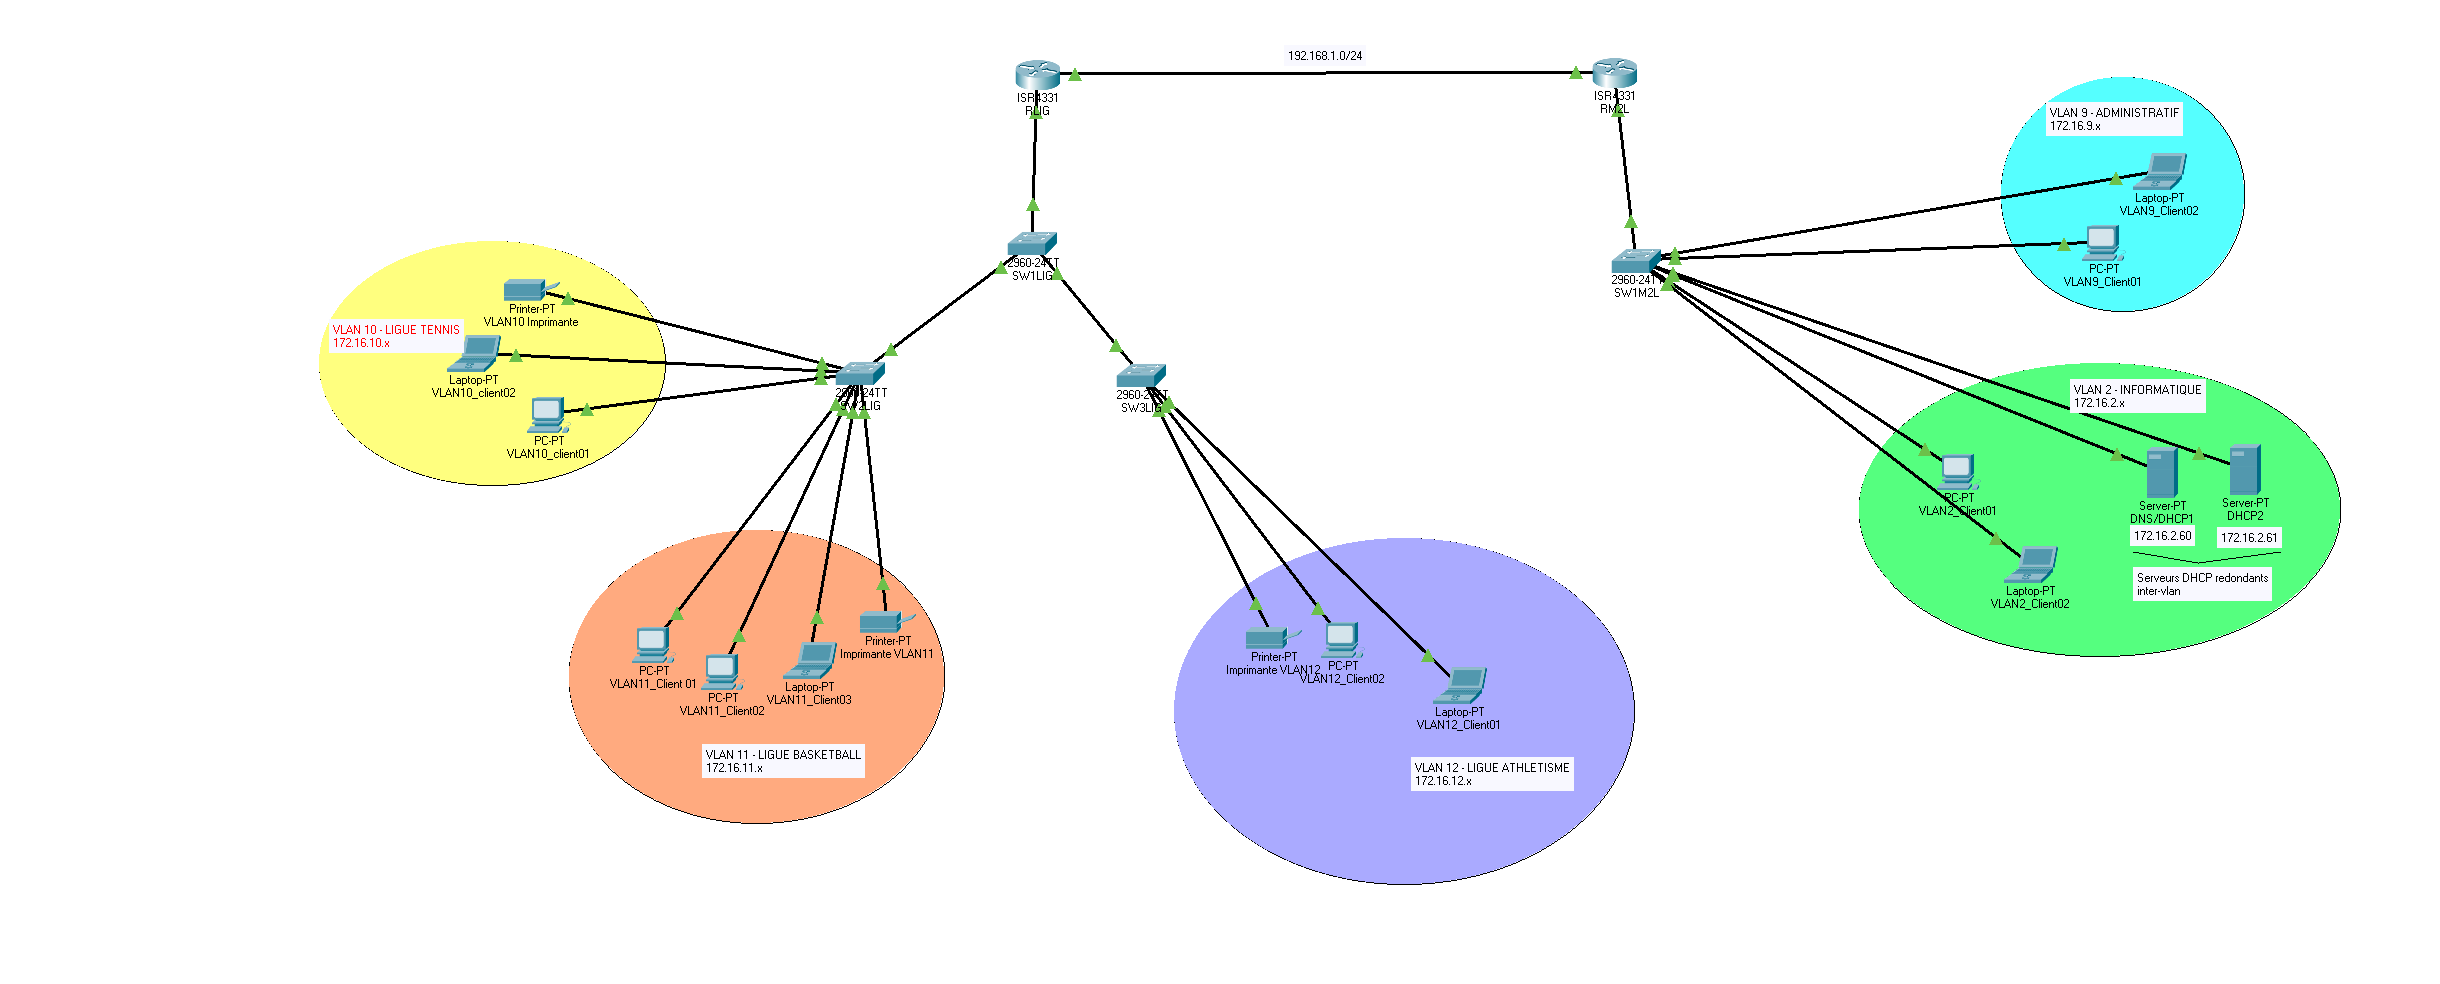 192.168.1.0/24
ISR4331
RLIG
ISR4331
RM2L
VLAN 9 - ADMINISTRATIF
172.16.9.x
Laptop-PT
VLAN9_Client02
PC-PT
VLAN9_Client01
2960-24TT
SW1LIG
2960-24TT
SW1M2L
Printer-PT
VLAN10 Imprimante
VLAN 10 - LIGUE TENNIS
172.16.10.x
Laptop-PT
VLAN10_client02
PC-PT
VLAN10_client01
2960-24TT
SW2LIG
2960-24TT
SW3LIG
VLAN 2 - INFORMATIQUE
172.16.2.x
PC-PT
VLAN2_Client01
Server-PT
DNS/DHCP1
172.16.2.60
Server-PT
DHCP2
172.16.2.61
Serveurs DHCP redondants
inter-vlan
Laptop-PT
VLAN2_Client02
PC-PT
VLAN11_Client 01
PC-PT
VLAN11_Client02
Laptop-PT
VLAN11_Client03
Printer-PT
Imprimante VLAN11
VLAN 11 - LIGUE BASKETBALL
172.16.11.x
Printer-PT
Imprimante VLAN12
PC-PT
VLAN12_Client02
Laptop-PT
VLAN12_Client01
VLAN 12 - LIGUE ATHLETISME
172.16.12.x